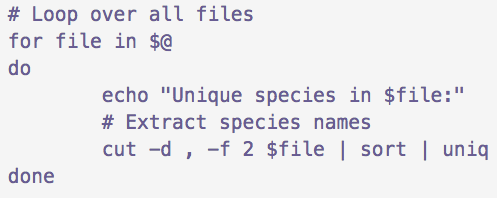 # Loop over all files
for file in $@
do
        echo "Unique species in $file:"
        # Extract species names
        cut -d , -f 2 $file | sort | uniq
done